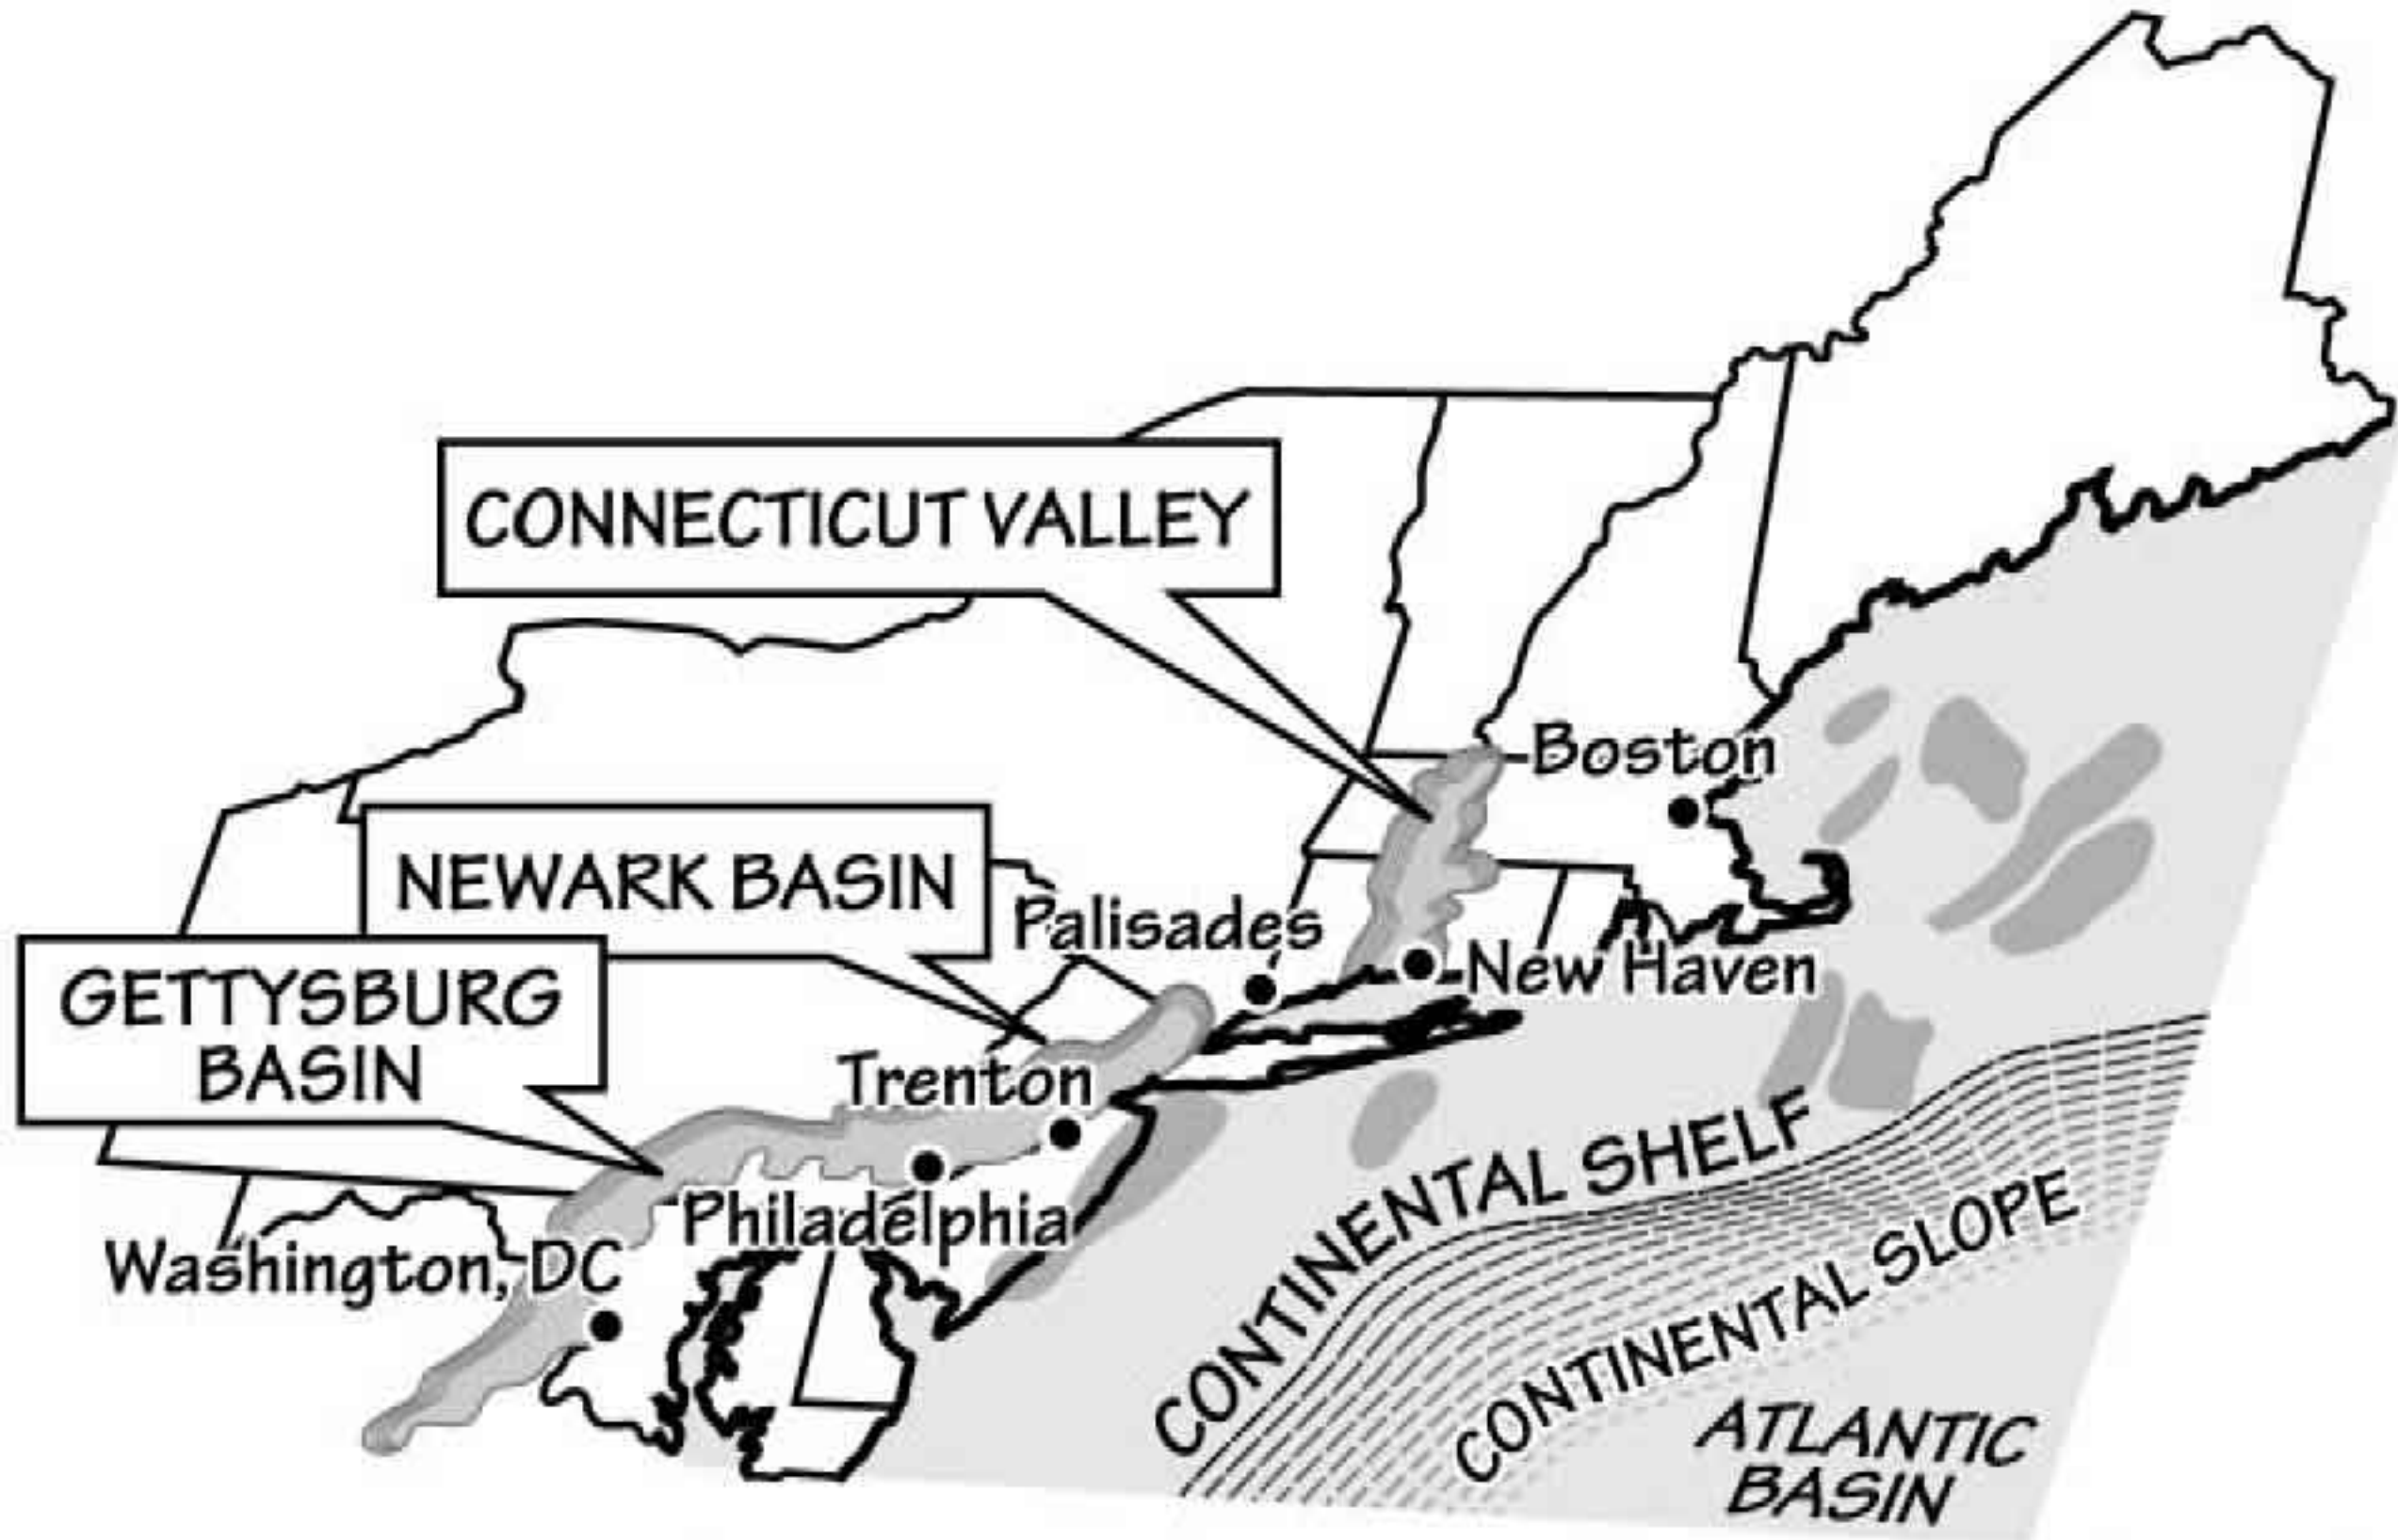 CONNECTICUT VALLEY
Boston
NEWARK BASIN
Palisades
GETTYSBURG
BASIN
New Haven
Trenton
Philadelphia
Washington, DC
CONTINENTAL SHELF
CONTINENTAL SLOPE
ATLANTIC
BASIN